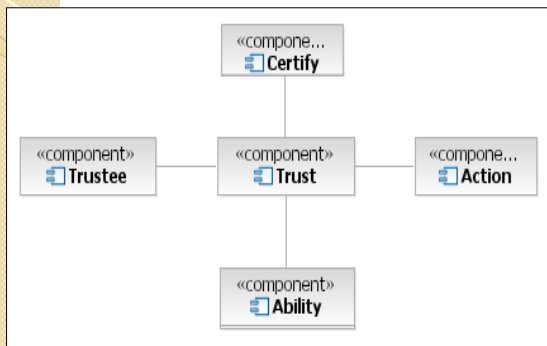 «compone...
Certify
«component»
Trustee
«component»
Trust
«compone...
Action
«component»
Ability